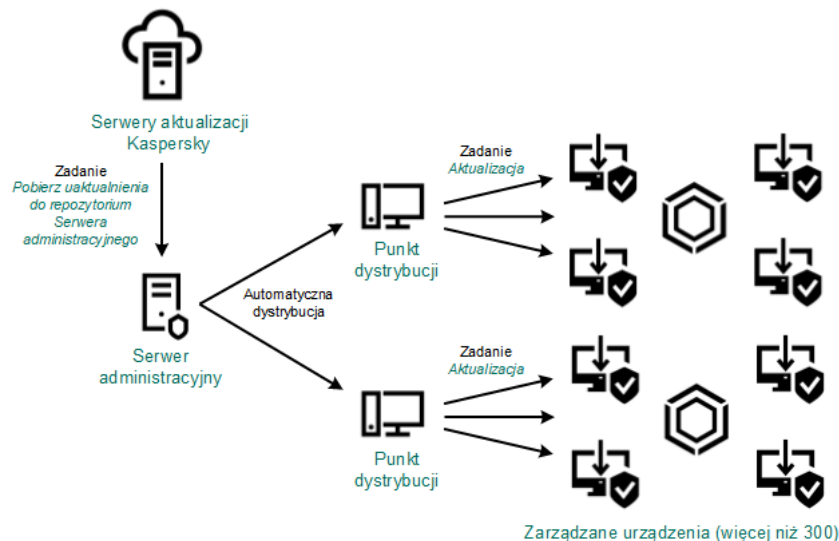 Serwery aktualizacji
Kaspersky
Zadanie
Pobierz uaktualnienia
do repozytorium
Serwera
administracyjnego
Serwer
administracyjny
Automatyczna
dystrybucja
Punkt
dystrybucji
Zadanie
Aktualizacja
Punkt
dystrybucji
Zadanie
Aktualizacja
Zarządzane urządzenia (więcej niż 300)